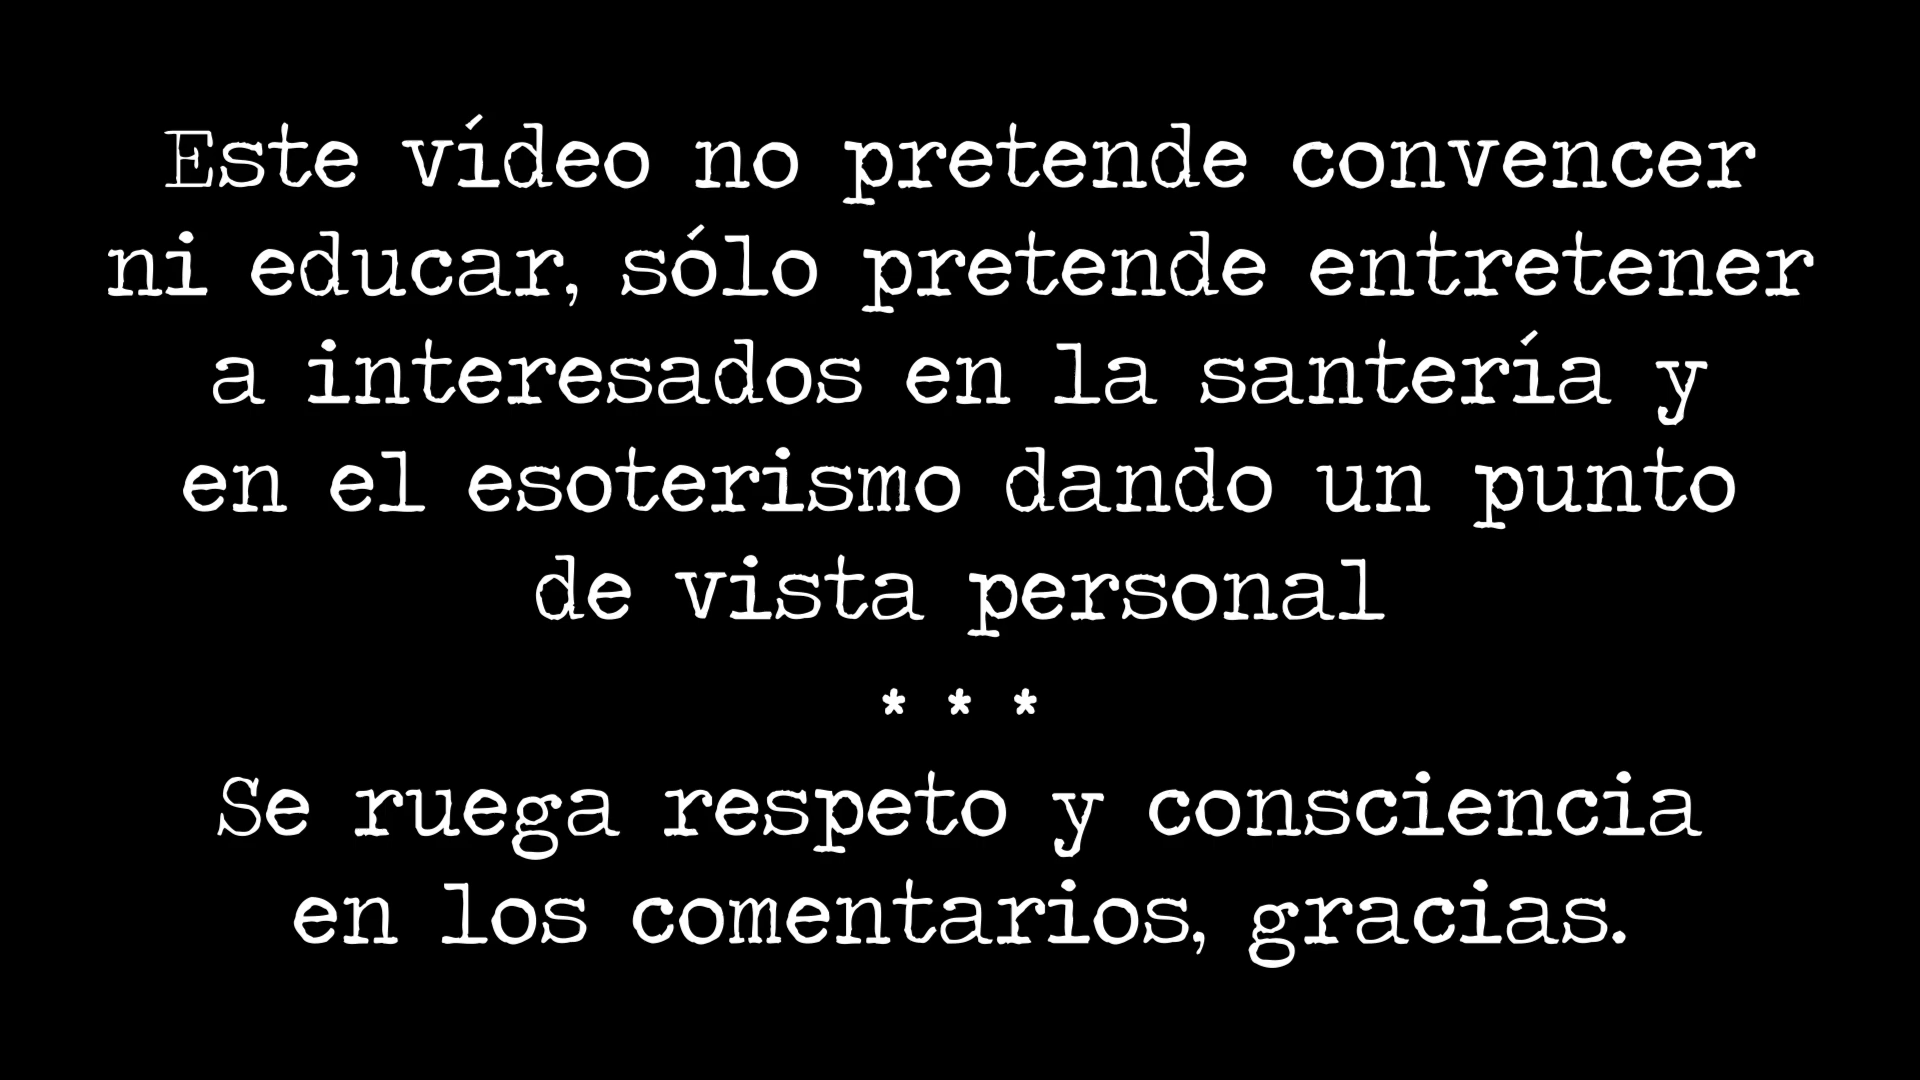 Este vídeo no pretende convencer
ni educar, sólo pretende entretener
a interesados en la santería y
en el esoterismo dando un punto
de vista personal
* * *
Se ruega respeto y consciencia
en los comentarios, gracias.